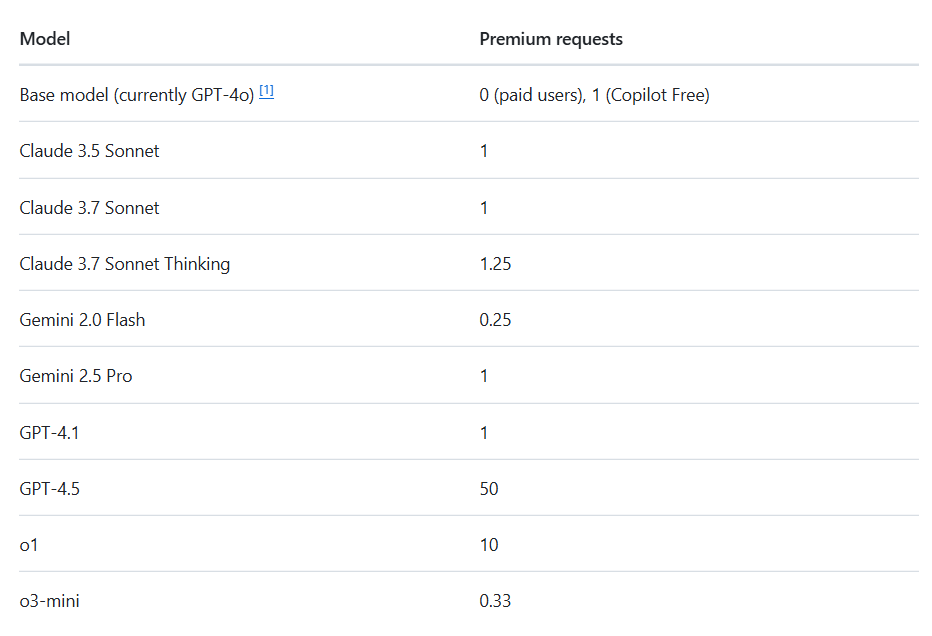 Model Premium requests
Base model (currently GPT-4o) [1] 0 (paid users), 1 (Copilot Free)
Claude 3.5 Sonnet 1
Claude 3.7 Sonnet 1
Claude 3.7 Sonnet Thinking 1.25
Gemini 2.0 Flash 0.25
Gemini 2.5 Pro 1
GPT-4.1 1
GPT-4.5 50
o1 10
o3-mini 0.33